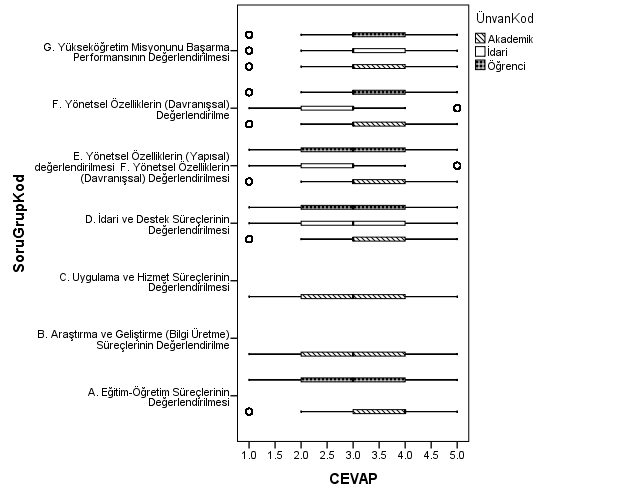 ÜnvanKod
Akademik
İdari
Öğrenci
SoruGrupKod
G. Yükseköğretim Misyonunu Başarma
Performansının Değerlendirilmesi
F. Yönetsel Özelliklerin (Davranışsal)
Değerlendirilme
E. Yönetsel Özelliklerin (Yapısal)
değerlendirilmesi F. Yönetsel Özelliklerin
(Davranışsal) Değerlendirilmesi
D. İdari ve Destek Süreçlerinin
Değerlendirilmesi
C. Uygulama ve Hizmet Süreçlerinin
Değerlendirilmesi
B. Araştırma ve Geliştirme (Bilgi Üretme)
Süreçlerinin Değerlendirilme
A. Eğitim-Öğretim Süreçlerinin
Değerlendirilmesi
1.0 1.5 2.0 2.5 3.0 3.5 4.0 4.5 5.0
CEVAP